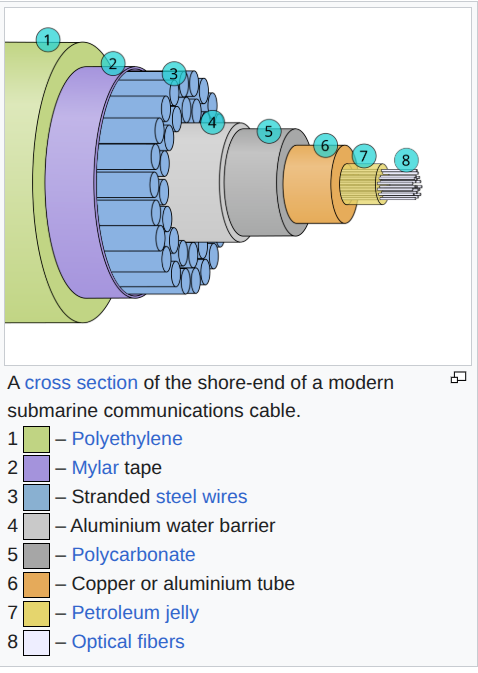 1
2
3
4
5
6
7
8
A cross section of the shore-end of a modern
submarine communications cable.
1 – Polyethylene
2 – Mylar tape
3 – Stranded steel wires
4 – Aluminium water barrier
5 – Polycarbonate
6 – Copper or aluminium tube
7 – Petroleum jelly
8 – Optical fibers